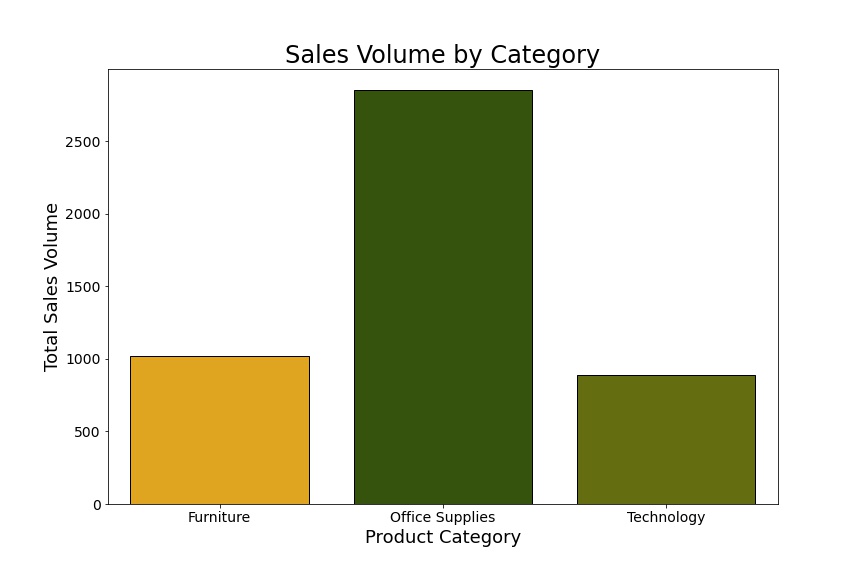 Sales Volume by Category
Total Sales Volume
2500
2000
1500
1000
500
0
Furniture
Office Supplies
Technology
Product Category